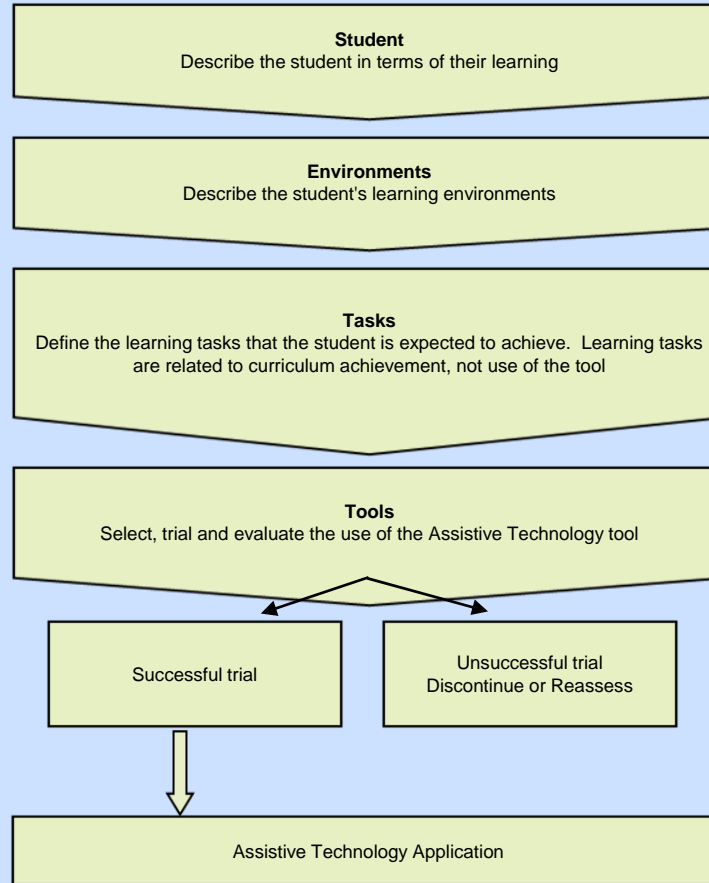 Student
Describe the student in terms of their learning
Environments
Describe the student's learning environments
Tasks
Define the learning tasks that the student is expected to achieve.  Learning tasks
are related to curriculum achievement, not use of the tool
Tools
Select, trial and evaluate the use of the Assistive Technology tool
Successful trial
Unsuccessful trial
Discontinue or Reassess
Assistive Technology Application